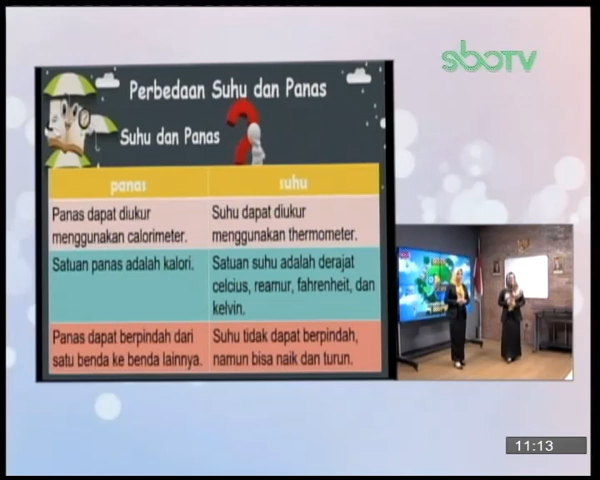 sboTV
Perbedaan Suhu dan Panas
Suhu dan Panas
panas
suhu
Panas dapat diukur
menggunakan calorimeter.
Suhu dapat diukur
menggunakan thermometer.
Satuan panas adalah kalori.
Satuan suhu adalah derajat
celcius, reamur, fahrenheit, dan
kelvin.
Panas dapat berpindah dari
satu benda ke benda lainnya.
Suhu tidak dapat berpindah,
namun bisa naik dan turun.
11:13